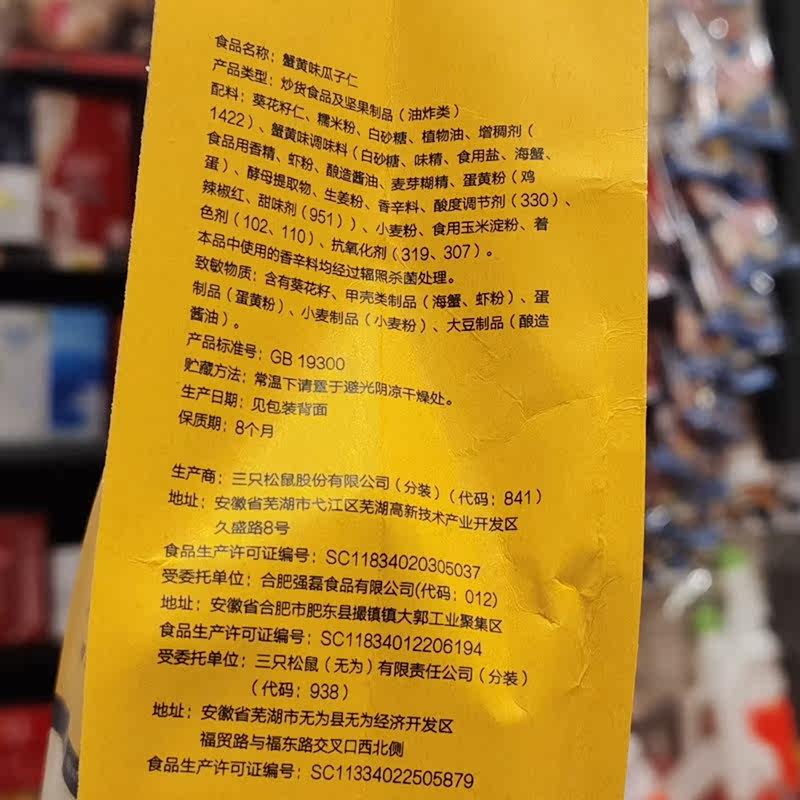 食品名称：蟹黄味瓜子仁
产品类型：炒货食品及坚果制品（油炸类）
配料：葵花籽仁、糯米粉、白砂糖、植物油、增稠剂（
1422）、蟹黄味调味料（白砂糖、味精、食用盐、海蟹、
食品用香精、虾粉、酿造酱油、麦芽糊精、蛋黄粉（鸡
蛋）、酵母提取物、生姜粉、香辛料、酸度调节剂（330）、
辣椒红、甜味剂（951））、小麦粉、食用玉米淀粉、着
色剂（102、110）、抗氧化剂（319、307）。
本品中使用的香辛料均经过辐照杀菌处理。
致敏物质：含有葵花籽、甲壳类制品（海蟹、虾粉）、蛋
制品（蛋黄粉）、小麦制品（小麦粉）、大豆制品（酿造
酱油）。
产品标准号：GB 19300
贮藏方法：常温下请置于避光阴凉干燥处。
生产日期：见包装背面
保质期：8个月
生产商：三只松鼠股份有限公司（分装）（代码：841）
地址：安徽省芜湖市弋江区芜湖高新技术产业开发区
久盛路8号
食品生产许可证编号：SC11834020305037
受委托单位：合肥强磊食品有限公司(代码：012)
地址：安徽省合肥市肥东县撮镇镇大郭工业聚集区
食品生产许可证编号：SC11834012206194
受委托单位：三只松鼠（无为）有限责任公司（分装）
（代码：938）
地址：安徽省芜湖市无为县无为经济开发区
福贸路与福东路交叉口西北侧
食品生产许可证编号：SC11334022505879